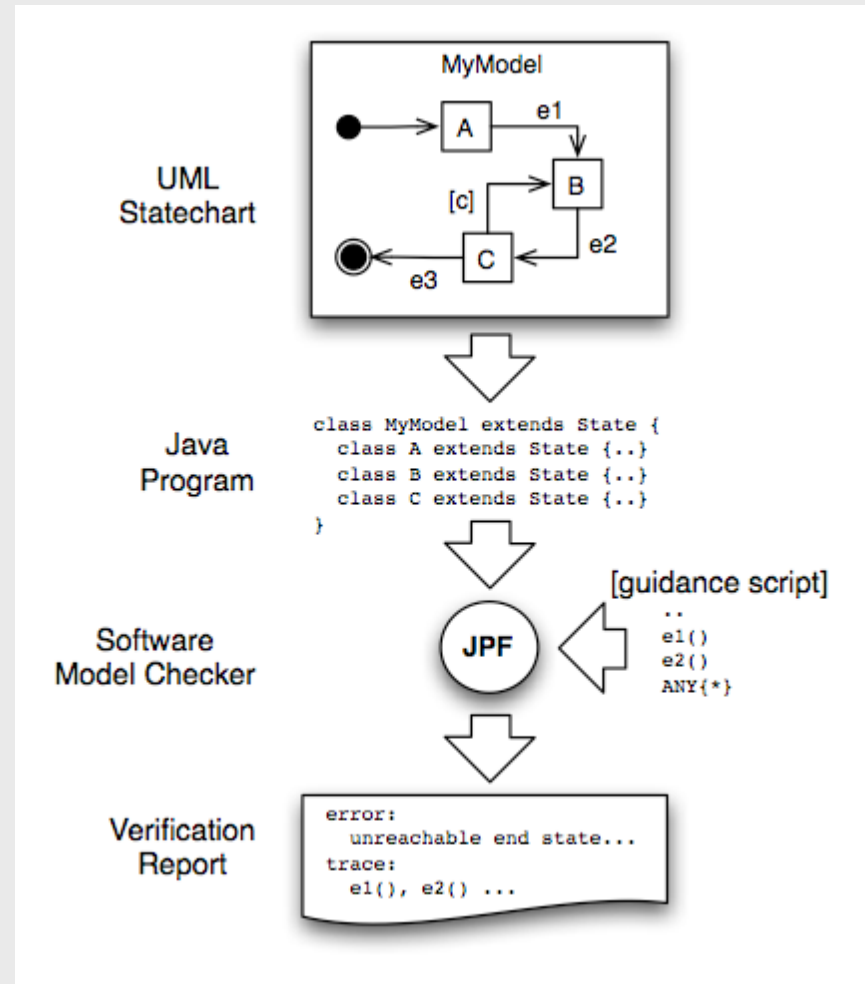 MyModel
A
e1
B
[c]
C
e2
e3
UML
Statechart
class MyModel extends State {
  class A extends State {..}
  class B extends State {..}
  class C extends State {..}
}
Java
Program
[guidance script]
..
e1()
e2()
ANY{*}
JPF
Software
Model Checker
error:
  unreachable end state...
trace:
  e1(), e2() ...
Verification
Report